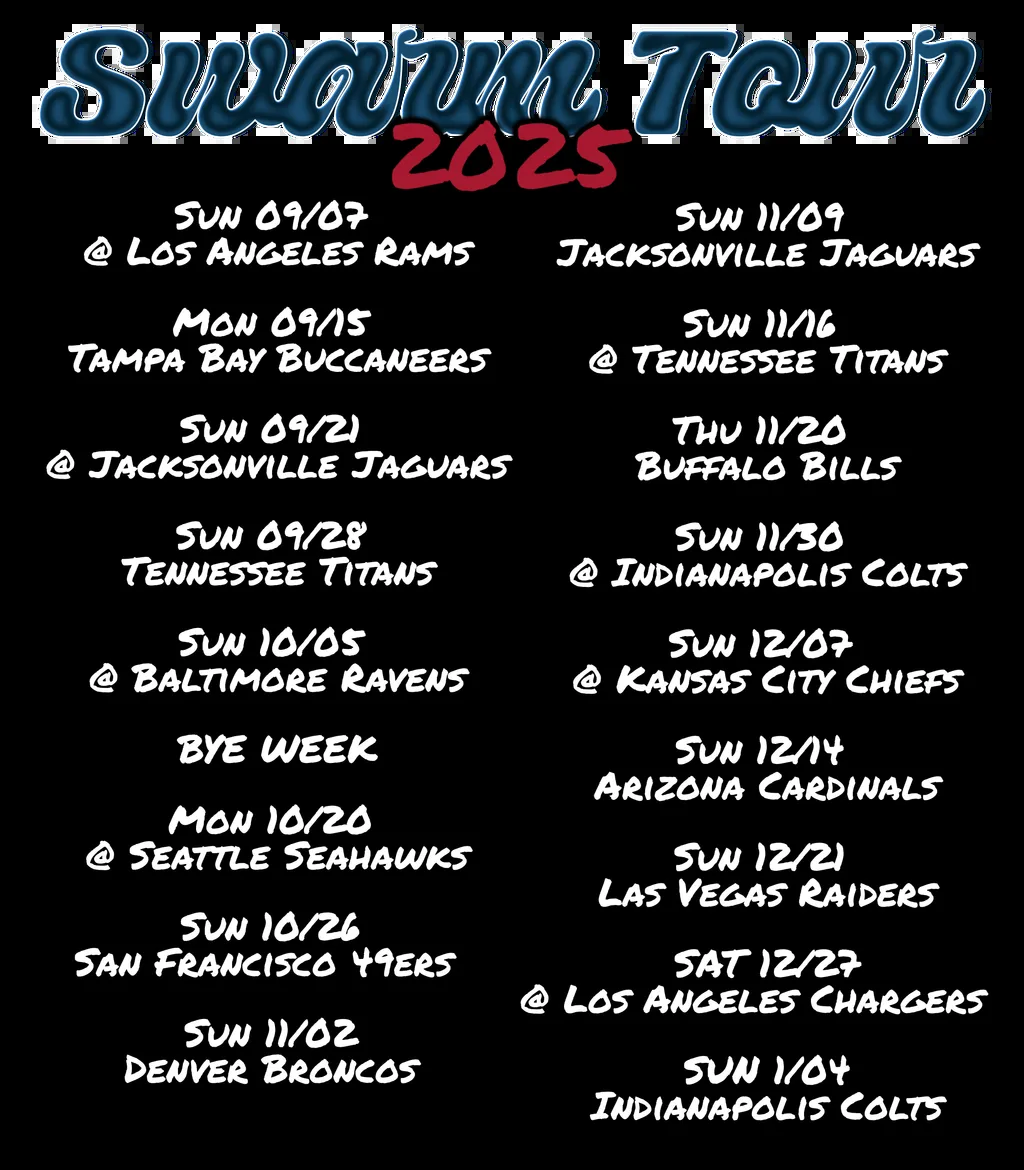 Swarm Tour
2025
Sun 09/07
@ Los Angeles Rams
Mon 09/15
Tampa Bay Buccaneers
Sun 09/21
@ Jacksonville Jaguars
Sun 09/28
Tennessee Titans
Sun 10/05
@ Baltimore Ravens
BYE WEEK
Mon 10/20
@ Seattle Seahawks
Sun 10/26
San Francisco 49ers
Sun 11/02
Denver Broncos
Sun 11/09
Jacksonville Jaguars
Sun 11/16
@ Tennessee Titans
Thu 11/20
Buffalo Bills
Sun 11/30
@ Indianapolis Colts
Sun 12/07
@ Kansas City Chiefs
Sun 12/14
Arizona Cardinals
Sun 12/21
Las Vegas Raiders
SAT 12/27
@ Los Angeles Chargers
SUN 1/04
Indianapolis Colts